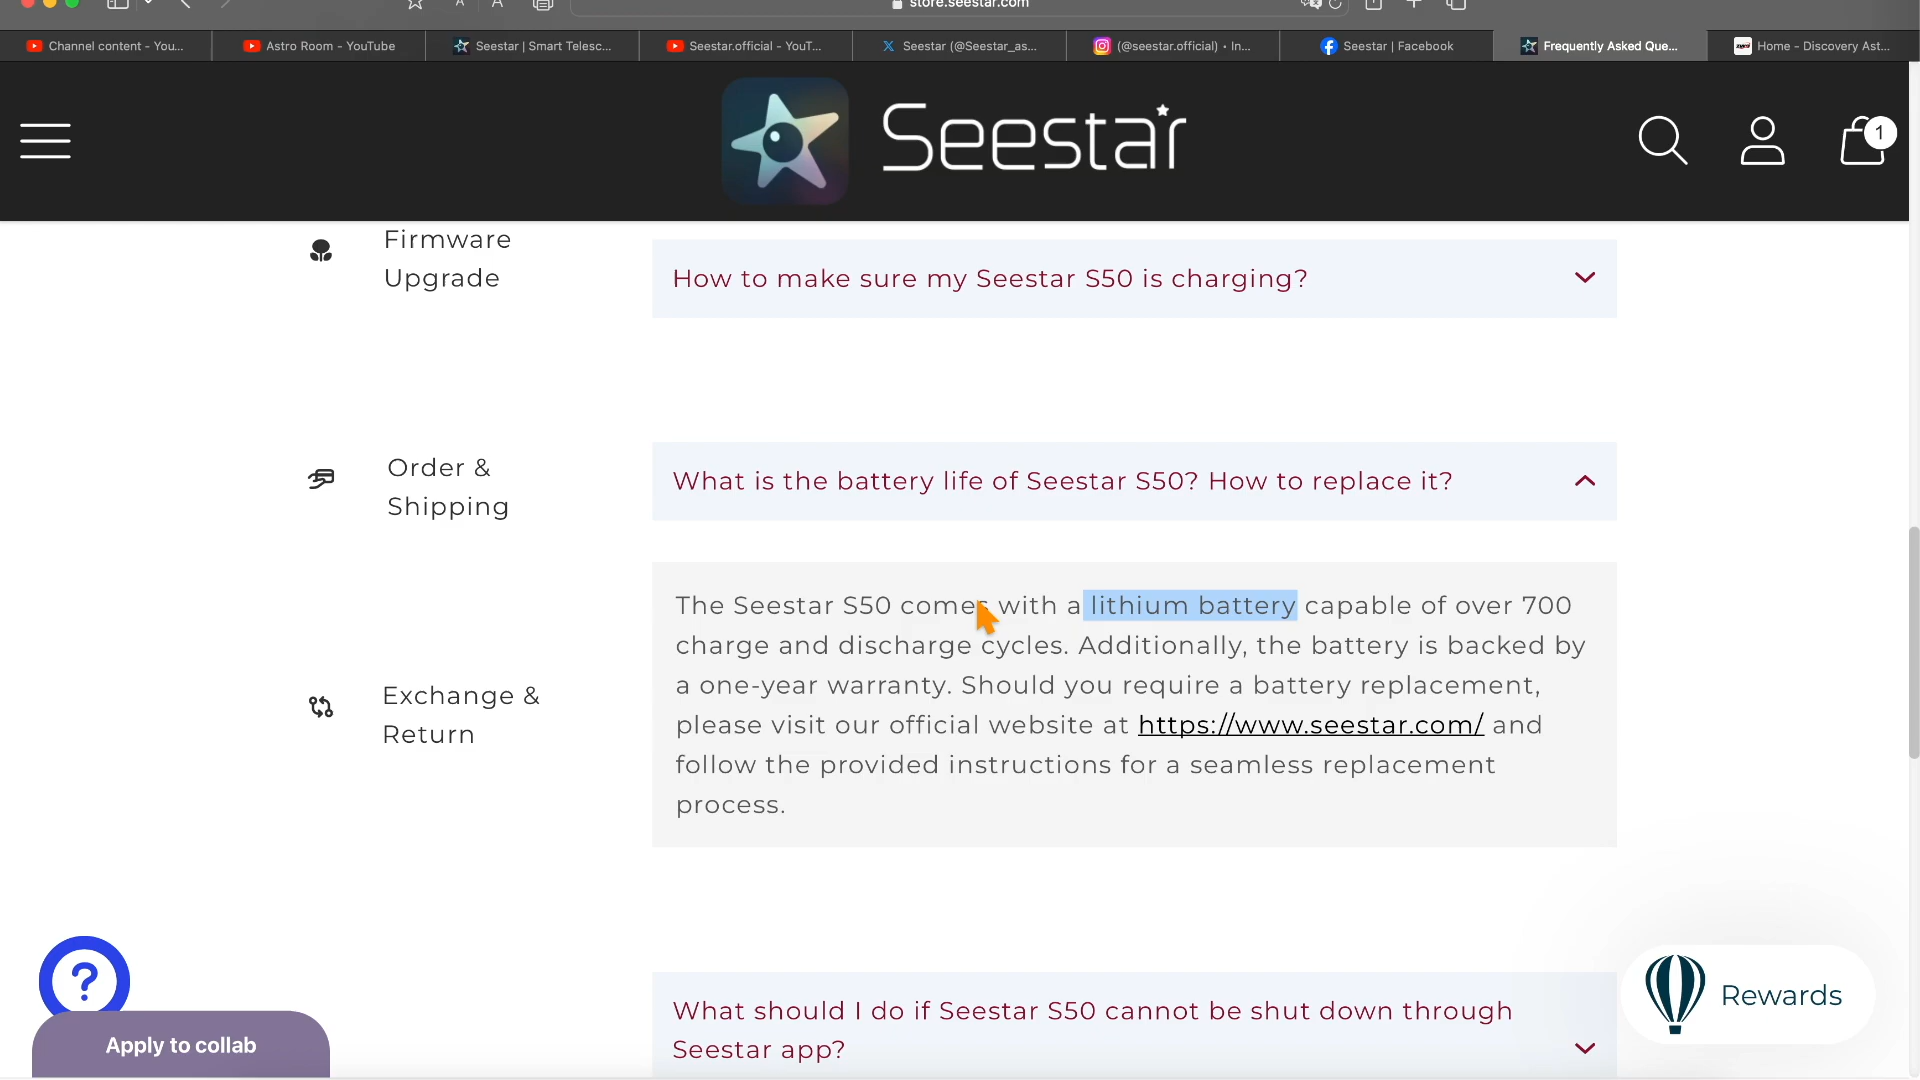 store.seestar.com
Channel content - You...
Astro Room - YouTube
Seestar | Smart Telesc...
Seestar.official - YouT...
Seestar (@Seestar_as...
(@seestar.official) • In...
Seestar | Facebook
Frequently Asked Que...
Home - Discovery Ast...
Seestar
1
Firmware
Upgrade
How to make sure my Seestar S50 is charging?
Order &
Shipping
What is the battery life of Seestar S50? How to replace it?
The Seestar S50 comes with a lithium battery capable of over 700
charge and discharge cycles. Additionally, the battery is backed by
a one-year warranty. Should you require a battery replacement,
please visit our official website at https://www.seestar.com/ and
follow the provided instructions for a seamless replacement
process.
Exchange &
Return
What should I do if Seestar S50 cannot be shut down through
Seestar app?
?
Apply to collab
Rewards